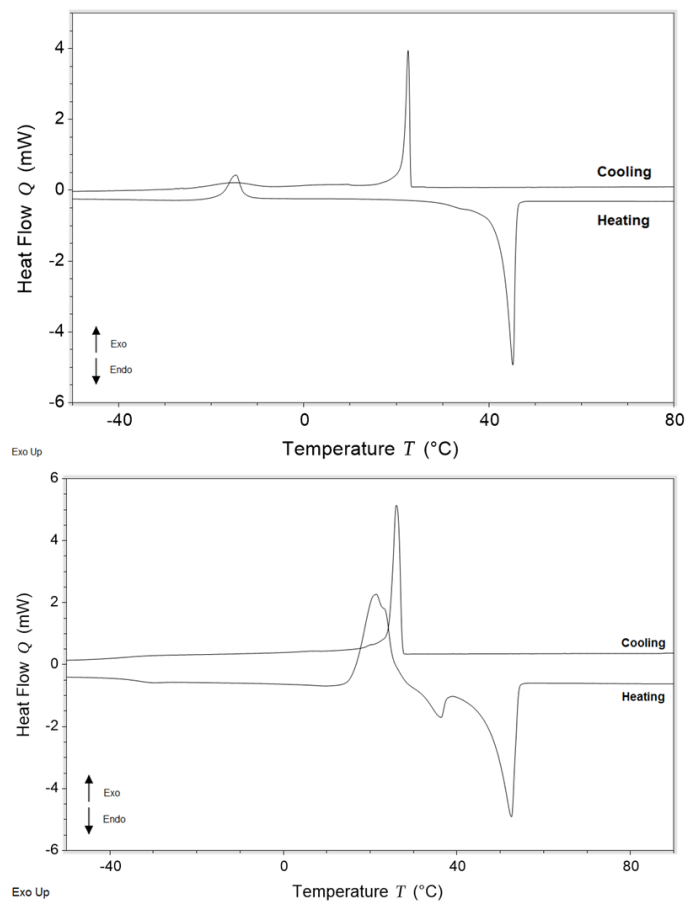 4
2
0
-2
-4
-6
Heat Flow Q (mW)
Cooling
Heating
Exo
Endo
-40
0
40
80
Temperature T (°C)
Exo Up
6
4
2
0
-2
-4
-6
Heat Flow Q (mW)
Cooling
Heating
Exo
Endo
-40
0
40
80
Temperature T (°C)
Exo Up